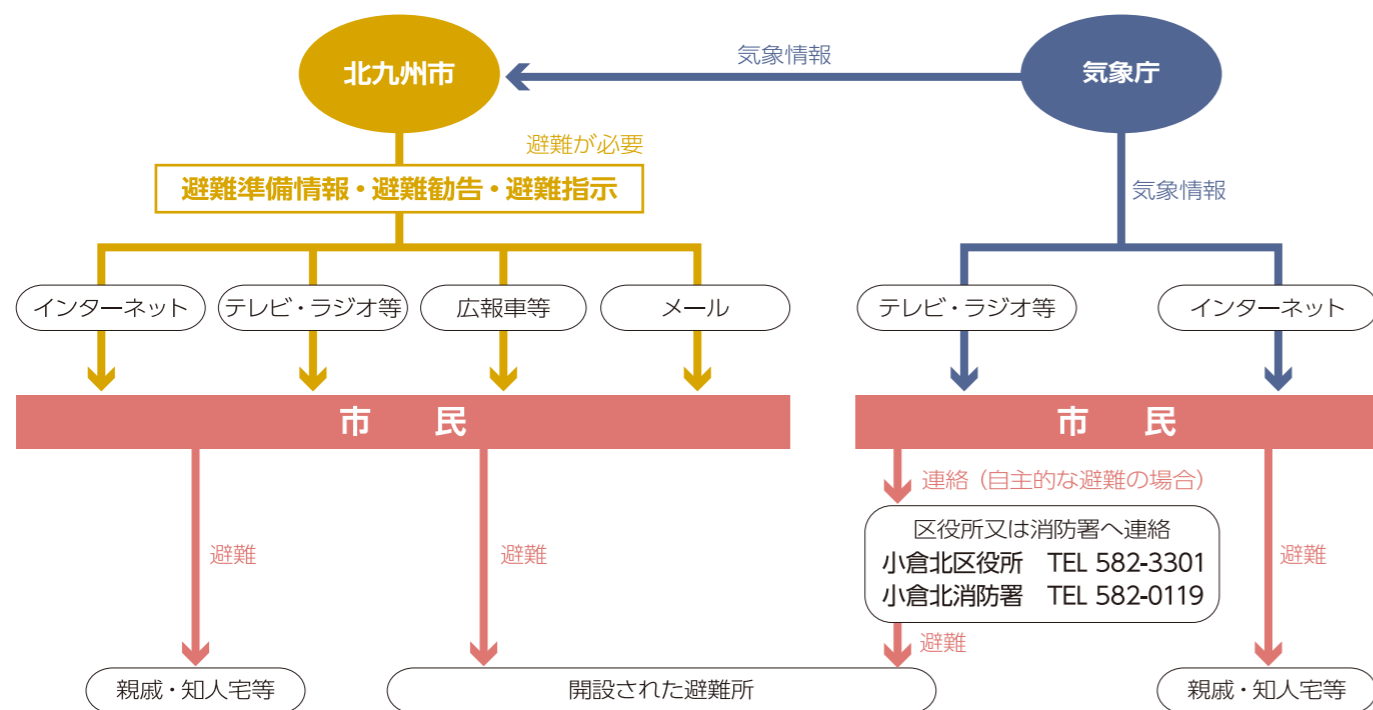 北九州市
気象情報
気象庁
避難が必要
避難準備情報・避難勧告・避難指示
気象情報
インターネット
テレビ・ラジオ等
広報車等
メール
テレビ・ラジオ等
インターネット
市　民
市　民
連絡（自主的な避難の場合）
区役所又は消防署へ連絡
小倉北区役所　TEL 582-3301
小倉北消防署　TEL 582-0119
避難
避難
避難
避難
親戚・知人宅等
開設された避難所
親戚・知人宅等